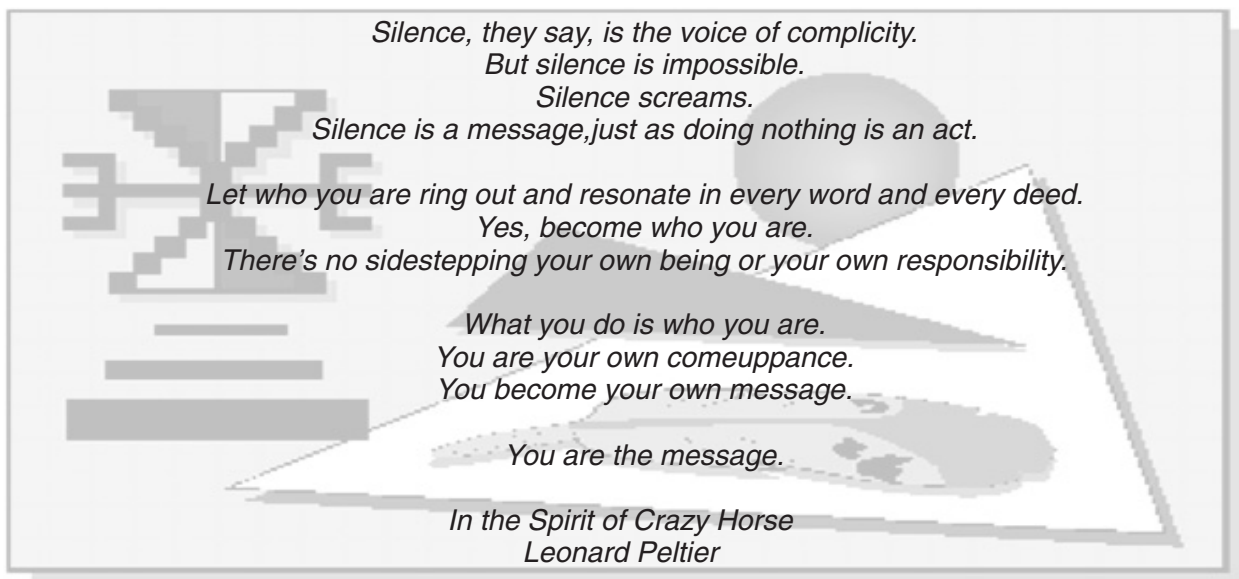 Silence, they say, is the voice of complicity.
But silence is impossible.
Silence screams.
Silence is a message,just as doing nothing is an act.
Let who you are ring out and resonate in every word and every deed.
Yes, become who you are.
There's no sidestepping your own being or your own responsibility.
What you do is who you are.
You are your own comeuppance.
You become your own message.
You are the message.
In the Spirit of Crazy Horse
Leonard Peltier